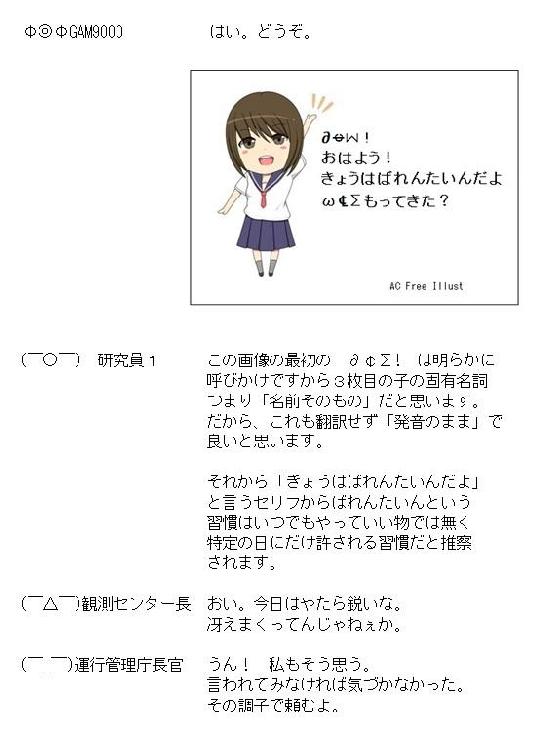 Φ◎ΦGAM9000 はい。どうぞ。
∂ѳω！
おはよう！
きょうはばれんたいんだよ
ω¢Σもってきた？
AC Free Illust
(￣○￣)！ 研究員１ この画像の最初の ∂¢Σ！ は明らかに
呼びかけですから３枚目の子の固有名詞
つまり「名前そのもの」だと思います。
だから、これも翻訳せず「発音のまま」で
良いと思います。
それから「きょうはばれんたいんだよ」
と言うセリフからばれんたいんという
習慣はいつでもやっていい物では無く
特定の日にだけ許される習慣だと推察
されます。
(￣△￣)観測センター長 おい。今日はやたら鋭いな。
冴えまくってんじゃねぇか。
(￣ ￣)運行管理庁長官 うん！ 私もそう思う。
言われてみなければ気づかなかった。
その調子で頼むよ。